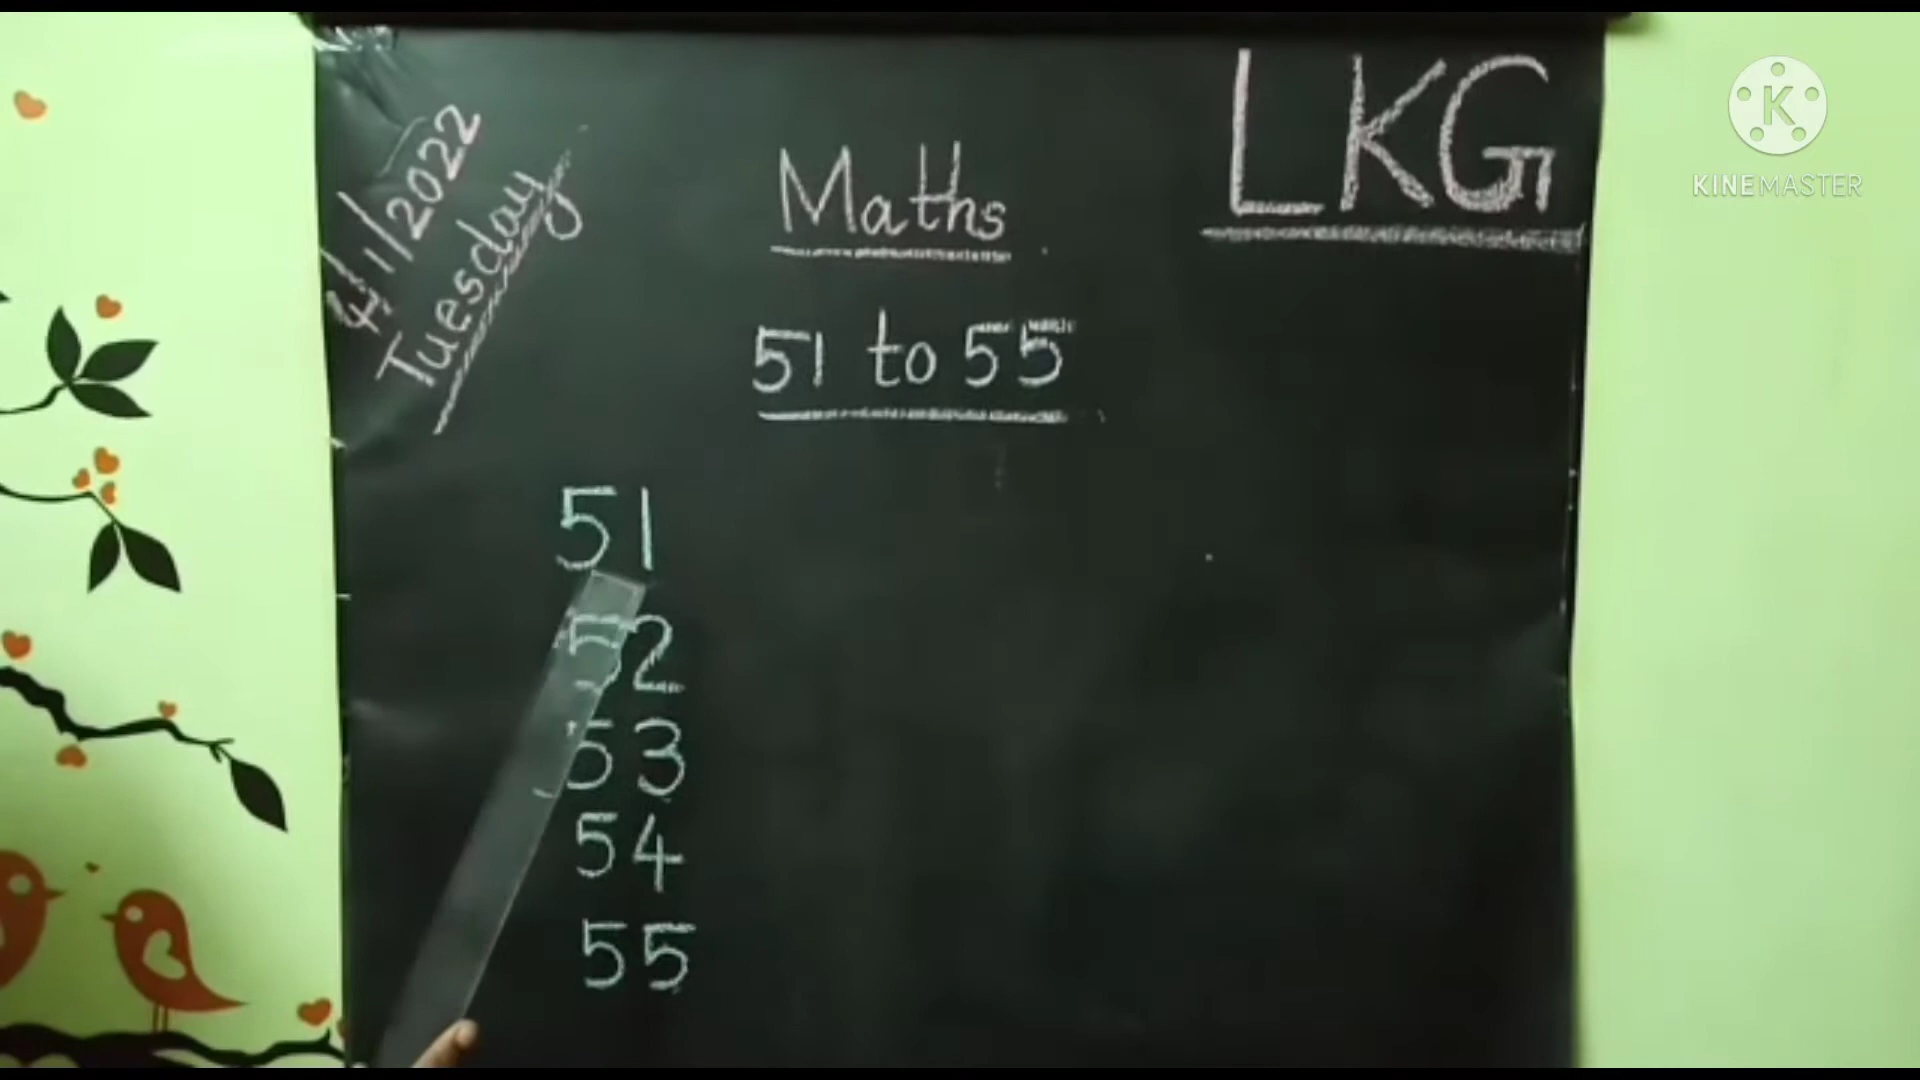 4/1/2022
Tuesday
LKG
Maths
51 to 55
51
52
53
54
55
K
KINEMASTER